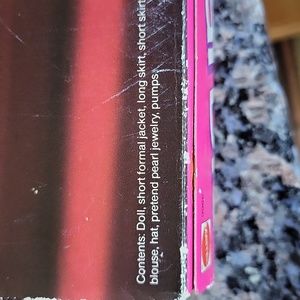 Contents: Doll, short formal jacket, long skirt, short skirt
blouse, hat, pretend pearl jewelry, pumps